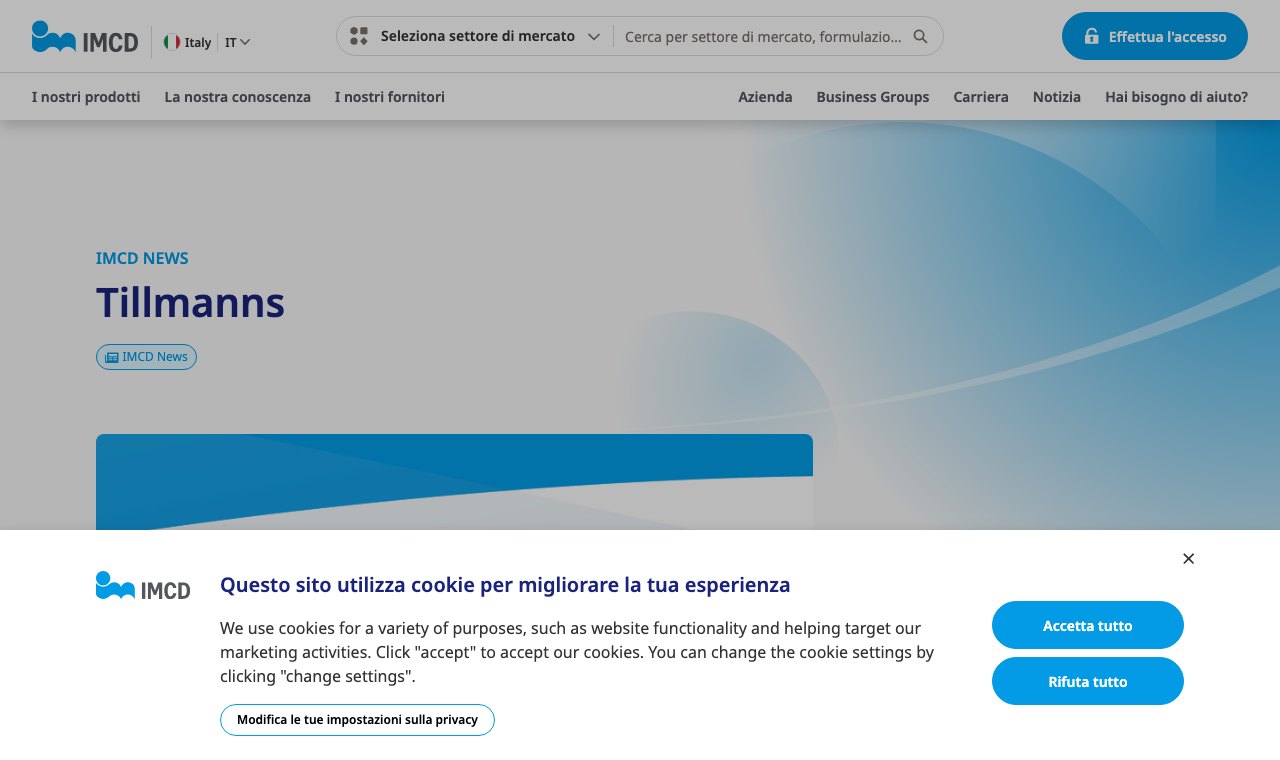 IMCD
Italy
IT
Seleziona settore di mercato
Cerca per settore di mercato, formulazio...
Effettua l'accesso
I nostri prodotti
La nostra conoscenza
I nostri fornitori
Azienda
Business Groups
Carriera
Notizia
Hai bisogno di aiuto?
IMCD NEWS
Tillmanns
IMCD News
IMCD
Questo sito utilizza cookie per migliorare la tua esperienza
We use cookies for a variety of purposes, such as website functionality and helping target our
marketing activities. Click "accept" to accept our cookies. You can change the cookie settings by
clicking "change settings".
Modifica le tue impostazioni sulla privacy
Accetta tutto
Rifiuta tutto